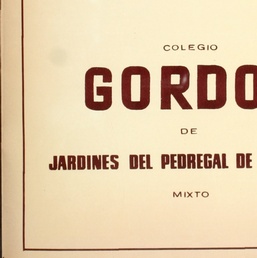 COLEGIO
GORDO
DE
JARDINES DEL PEDREGAL DE
MIXTO